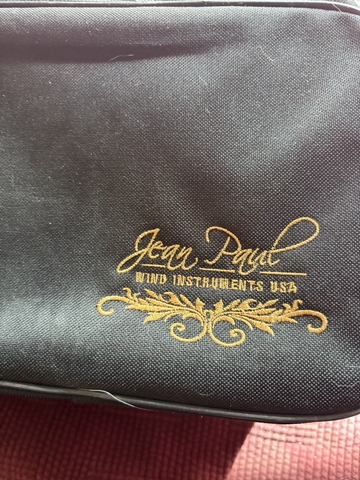 Jean Paul
WIND INSTRUMENTS USA